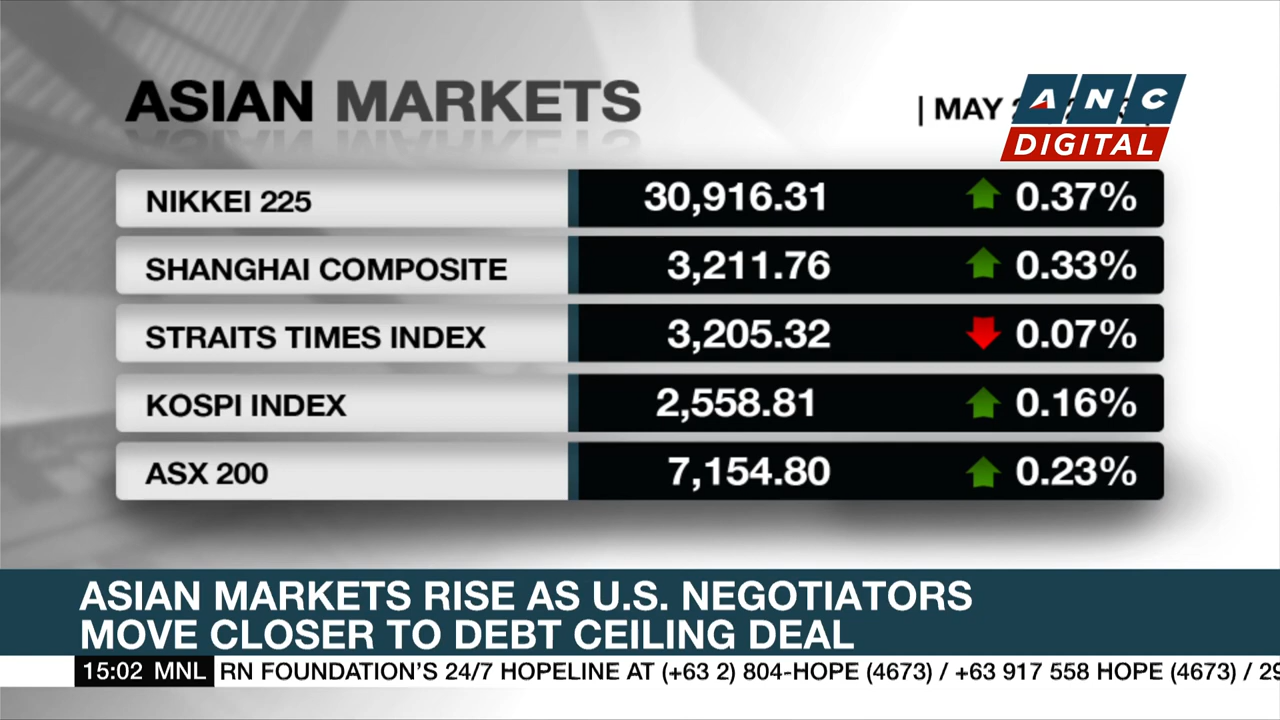 ASIAN MARKETS
| MAY
ANC
DIGITAL
NIKKEI 225 30,916.31 0.37%
SHANGHAI COMPOSITE 3,211.76 0.33%
STRAITS TIMES INDEX 3,205.32 0.07%
KOSPI INDEX 2,558.81 0.16%
ASX 200 7,154.80 0.23%
ASIAN MARKETS RISE AS U.S. NEGOTIATORS
MOVE CLOSER TO DEBT CEILING DEAL
15:02 MNL RN FOUNDATION'S 24/7 HOPELINE AT (+63 2) 804-HOPE (4673) / +63 917 558 HOPE (4673) / 29